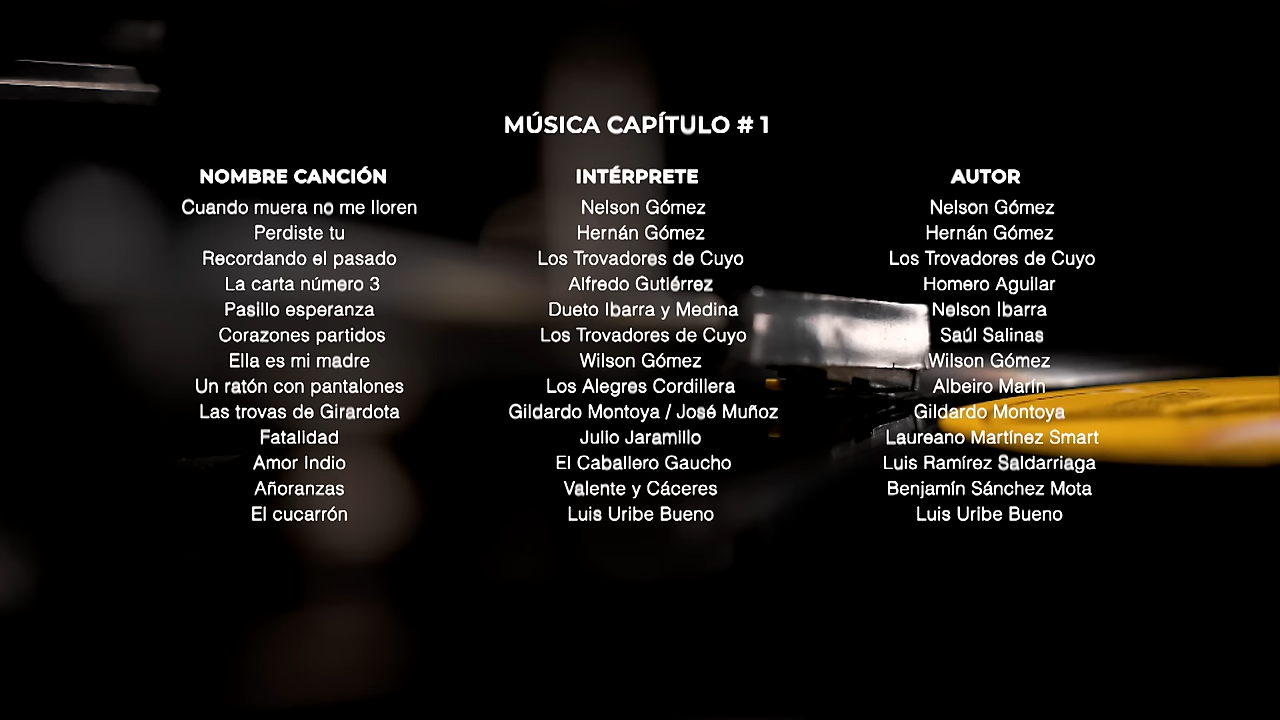 MÚSICA CAPÍTULO # 1
NOMBRE CANCIÓN INTÉRPRETE AUTOR
Cuando muera no me lloren Nelson Gómez Nelson Gómez
Perdiste tu Hernán Gómez Hernán Gómez
Recordando el pasado Los Trovadores de Cuyo Los Trovadores de Cuyo
La carta número 3 Alfredo Gutiérrez Homero Aguilar
Pasillo esperanza Dueto Ibarra y Medina Nelson Ibarra
Corazones partidos Los Trovadores de Cuyo Saúl Salinas
Ella es mi madre Wilson Gómez Wilson Gómez
Un ratón con pantalones Los Alegres Cordillera Albeiro Marín
Las trovas de Girardota Gildardo Montoya / José Muñoz Gildardo Montoya
Fatalidad Julio Jaramillo Laureano Martínez Smart
Amor Indio El Caballero Gaucho Luis Ramírez Saldarriaga
Añoranzas Valente y Cáceres Benjamín Sánchez Mota
El cucarrón Luis Uribe Bueno Luis Uribe Bueno